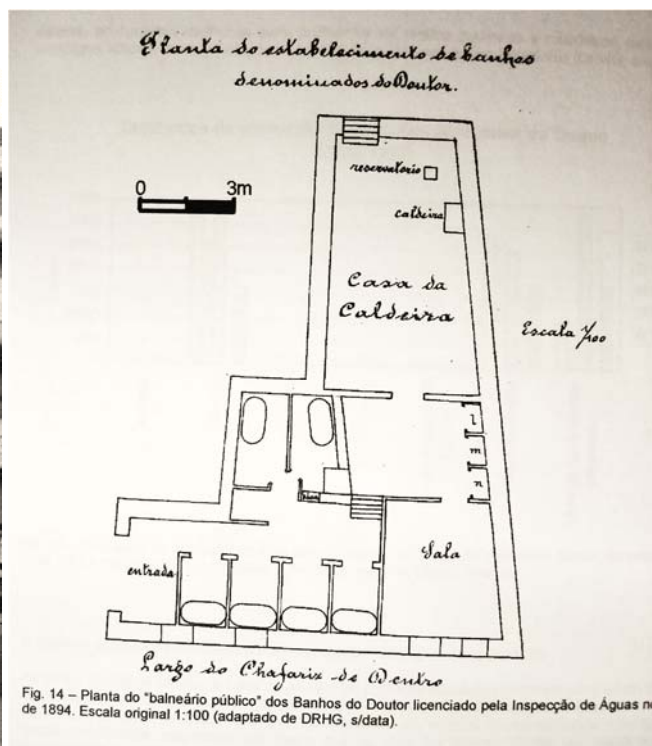 Planta do estabelecimento de banhos
denominados do Doutor.
0 3m
reservatorio
caldeira
Casa da
Caldeira
Escala 1/100
l
m
n
entrada
Sala
Largo do Chafariz de Dentro
Fig. 14 – Planta do "balneário público" dos Banhos do Doutor licenciado pela Inspecção de Águas no
de 1894. Escala original 1:100 (adaptado de DRHG, s/data).